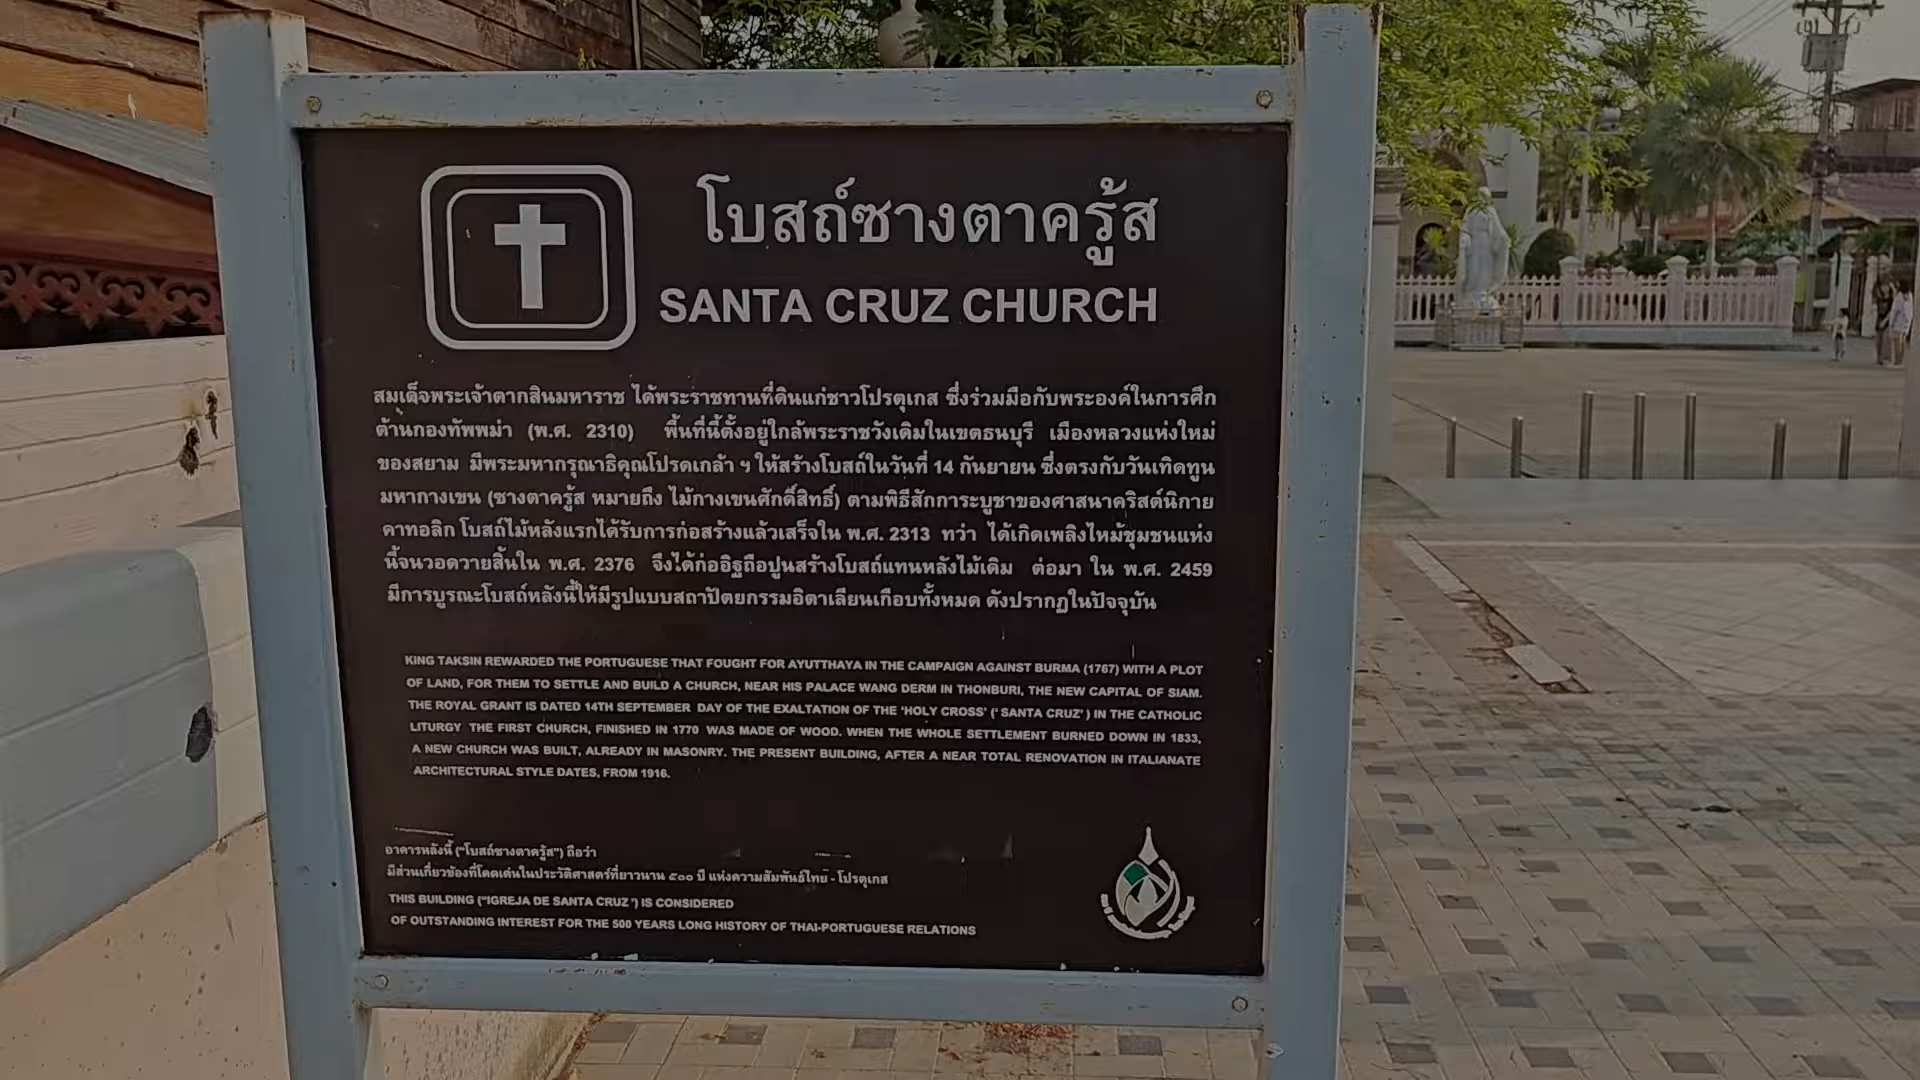 โบสถ์ซางตาครู้ส
SANTA CRUZ CHURCH
สมเด็จพระเจ้าตากสินมหาราช ได้พระราชทานที่ดินแก่ชาวโปรตุเกส ซึ่งร่วมมือกับพระองค์ในการศึก
ต้านกองทัพพม่า (พ.ศ. 2310) พื้นที่นี้ตั้งอยู่ใกล้พระราชวังเดิมในเขตธนบุรี เมืองหลวงแห่งใหม่
ของสยาม มีพระมหากรุณาธิคุณโปรดเกล้า ฯ ให้สร้างโบสถ์ในวันที่ 14 กันยายน ซึ่งตรงกับวันเทิดทูน
มหากางเขน (ซางตาครู้ส หมายถึง ไม้กางเขนศักดิ์สิทธิ์) ตามพิธีสักการะบูชาของศาสนาคริสต์นิกาย
คาทอลิก โบสถ์ไม้หลังแรกได้รับการก่อสร้างแล้วเสร็จใน พ.ศ. 2313 ทว่า ได้เกิดเพลิงไหม้ชุมชนแห่ง
นี้จนวอดวายสิ้นใน พ.ศ. 2376 จึงได้ก่ออิฐถือปูนสร้างโบสถ์แทนหลังไม้เดิม ต่อมา ใน พ.ศ. 2459
มีการบูรณะโบสถ์หลังนี้ให้มีรูปแบบสถาปัตยกรรมอิตาเลียนเกือบทั้งหมด ดังปรากฏในปัจจุบัน
KING TAKSIN REWARDED THE PORTUGUESE THAT FOUGHT FOR AYUTTHAYA IN THE CAMPAIGN AGAINST BURMA (1767) WITH A PLOT
OF LAND, FOR THEM TO SETTLE AND BUILD A CHURCH, NEAR HIS PALACE WANG DERM IN THONBURI, THE NEW CAPITAL OF SIAM.
THE ROYAL GRANT IS DATED 14TH SEPTEMBER DAY OF THE EXALTATION OF THE 'HOLY CROSS' (' SANTA CRUZ' ) IN THE CATHOLIC
LITURGY THE FIRST CHURCH, FINISHED IN 1770 WAS MADE OF WOOD. WHEN THE WHOLE SETTLEMENT BURNED DOWN IN 1833,
A NEW CHURCH WAS BUILT, ALREADY IN MASONRY. THE PRESENT BUILDING, AFTER A NEAR TOTAL RENOVATION IN ITALIANATE
ARCHITECTURAL STYLE DATES, FROM 1916.
อาคารหลังนี้ ("โบสถ์ซางตาครู้ส") ถือว่า
มีส่วนเกี่ยวข้องที่โดดเด่นในประวัติศาสตร์ที่ยาวนาน ๕๐๐ ปี แห่งความสัมพันธ์ไทย - โปรตุเกส
THIS BUILDING ("IGREJA DE SANTA CRUZ ") IS CONSIDERED
OF OUTSTANDING INTEREST FOR THE 500 YEARS LONG HISTORY OF THAI-PORTUGUESE RELATIONS